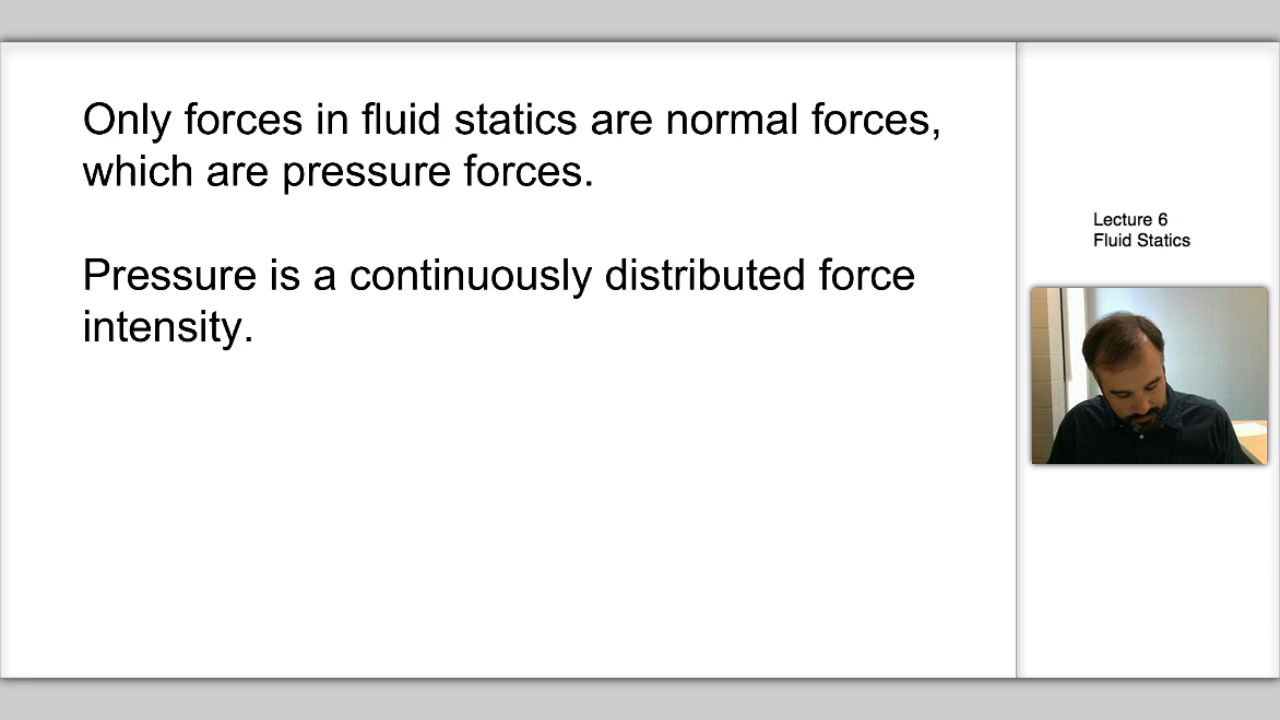 Only forces in fluid statics are normal forces,
which are pressure forces.
Pressure is a continuously distributed force
intensity.
Lecture 6
Fluid Statics